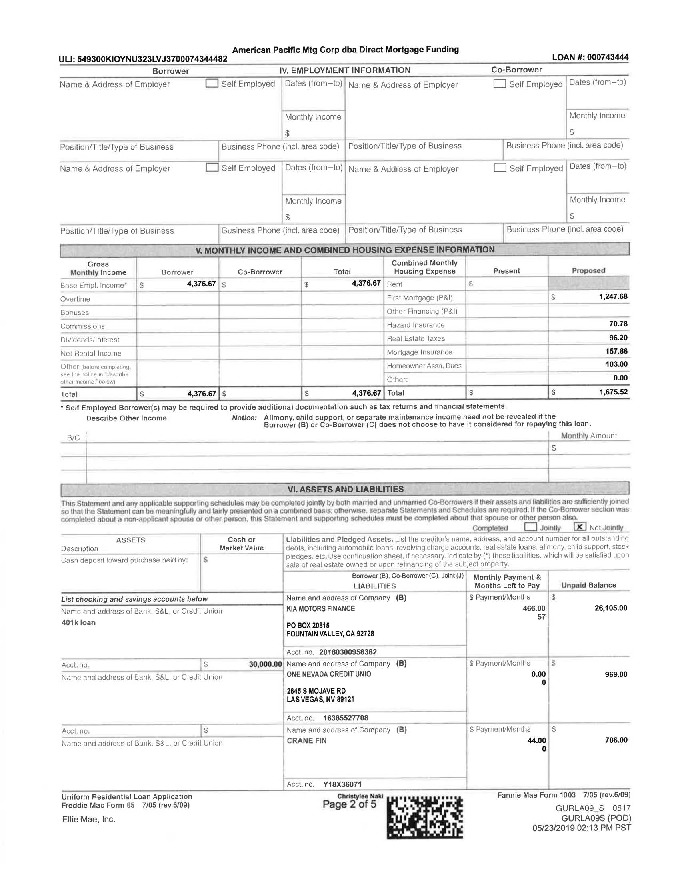 American Pacific Mtg Corp dba Direct Mortgage Funding
ULI: 549300KIOYNU323LVJ3700074344482 LOAN #: 000743444
Borrower IV. EMPLOYMENT INFORMATION Co-Borrower
Name & Address of Employer Self Employed Dates (from–to) Name & Address of Employer Self Employed Dates (from–to)
Monthly Income Monthly Income
$ $
Position/Title/Type of Business Business Phone (incl. area code) Position/Title/Type of Business Business Phone (incl. area code)
Name & Address of Employer Self Employed Dates (from–to) Name & Address of Employer Self Employed Dates (from–to)
Monthly Income Monthly Income
$ $
Position/Title/Type of Business Business Phone (incl. area code) Position/Title/Type of Business Business Phone (incl. area code)
V. MONTHLY INCOME AND COMBINED HOUSING EXPENSE INFORMATION
Gross Monthly Income Borrower Co-Borrower Total Combined Monthly Housing Expense Present Proposed
Base Empl. Income* $ 4,376.67 $ $ 4,376.67 Rent $
Overtime First Mortgage (P&I) $ 1,247.68
Bonuses Other Financing (P&I)
Commissions Hazard Insurance 70.78
Dividends/Interest Real Estate Taxes 96.20
Net Rental Income Mortgage Insurance 157.86
Other (before completing, see the notice in "describe other income," below) Homeowner Assn. Dues 103.00
Other: 0.00
Total $ 4,376.67 $ $ 4,376.67 Total $ $ 1,675.52
* Self Employed Borrower(s) may be required to provide additional documentation such as tax returns and financial statements.
Describe Other Income Notice: Alimony, child support, or separate maintenance income need not be revealed if the
Borrower (B) or Co-Borrower (C) does not choose to have it considered for repaying this loan.
B/C Monthly Amount
$
VI. ASSETS AND LIABILITIES
This Statement and any applicable supporting schedules may be completed jointly by both married and unmarried Co-Borrowers if their assets and liabilities are sufficiently joined
so that the Statement can be meaningfully and fairly presented on a combined basis; otherwise, separate Statements and Schedules are required. If the Co-Borrower section was
completed about a non-applicant spouse or other person, this Statement and supporting schedules must be completed about that spouse or other person also.
Completed Jointly X Not Jointly
ASSETS Cash or Market Value
Description
Cash deposit toward purchase held by: $
Liabilities and Pledged Assets. List the creditor's name, address, and account number for all outstanding
debts, including automobile loans, revolving charge accounts, real estate loans, alimony, child support, stock
pledges, etc. Use continuation sheet, if necessary. Indicate by (*) those liabilities, which will be satisfied upon
sale of real estate owned or upon refinancing of the subject property.
Borrower (B), Co-Borrower (C), Joint (J)
LIABILITIES Monthly Payment & Months Left to Pay Unpaid Balance
List checking and savings accounts below Name and address of Company (B) $ Payment/Months $
Name and address of Bank, S&L, or Credit Union KIA MOTORS FINANCE 466.00 26,105.00
401k loan 57
PO BOX 20815
FOUNTAIN VALLEY, CA 92728
Acct. no. 20160300958362
Acct. no. $ 30,000.00 Name and address of Company (B) $ Payment/Months $
Name and address of Bank, S&L, or Credit Union ONE NEVADA CREDIT UNIO 0.00 969.00
0
2645 S MOJAVE RD
LAS VEGAS, NV 89121
Acct. no. 16385527708
Acct. no. $ Name and address of Company (B) $ Payment/Months $
Name and address of Bank, S&L, or Credit Union CRANE FIN 44.00 706.00
0
Acct. no. Y18X36071
Uniform Residential Loan Application Christylee Naki Fannie Mae Form 1003 7/05 (rev.6/09)
Freddie Mac Form 65 7/05 (rev.6/09) Page 2 of 5 GURLA09_S 0517
Ellie Mae, Inc. GURLA09S (POD)
05/23/2019 02:13 PM PST